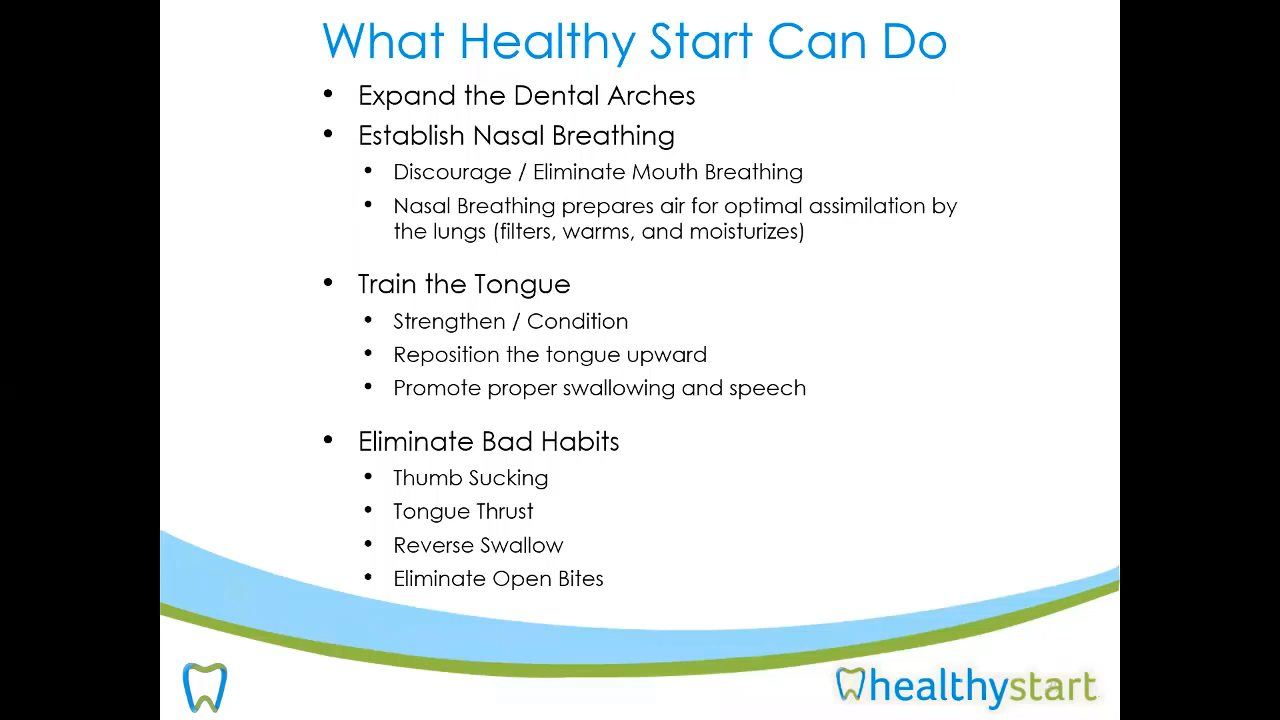 What Healthy Start Can Do
• Expand the Dental Arches
• Establish Nasal Breathing
• Discourage / Eliminate Mouth Breathing
• Nasal Breathing prepares air for optimal assimilation by
the lungs (filters, warms, and moisturizes)
• Train the Tongue
• Strengthen / Condition
• Reposition the tongue upward
• Promote proper swallowing and speech
• Eliminate Bad Habits
• Thumb Sucking
• Tongue Thrust
• Reverse Swallow
• Eliminate Open Bites
healthystart